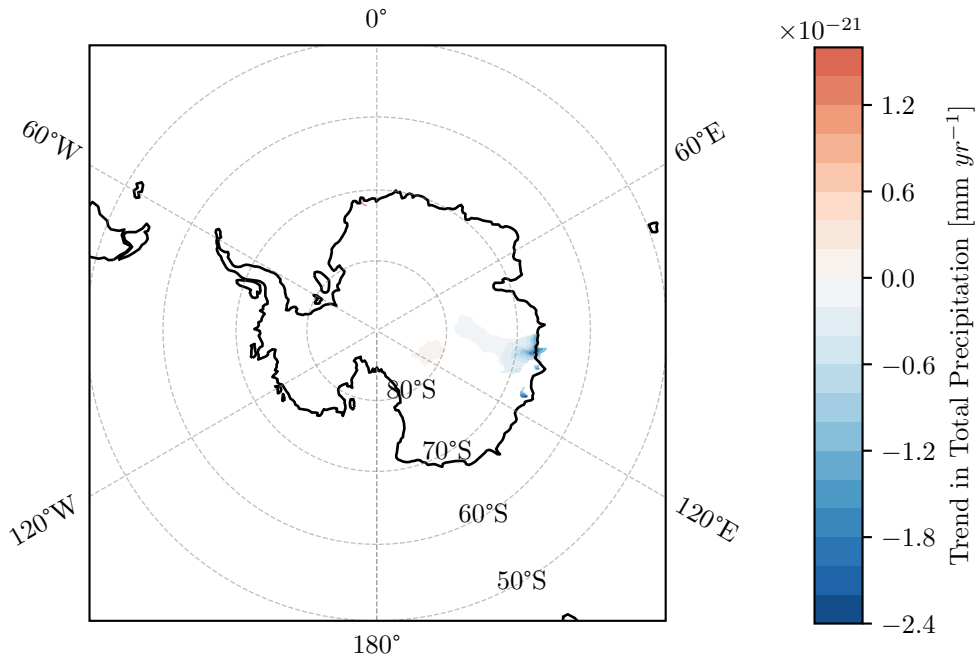 0°
×10⁻²¹
60°W
60°E
1.2
0.6
0.0
−0.6
−1.2
−1.8
−2.4
Trend in Total Precipitation [mm yr⁻¹]
80°S
70°S
60°S
50°S
120°W
120°E
180°